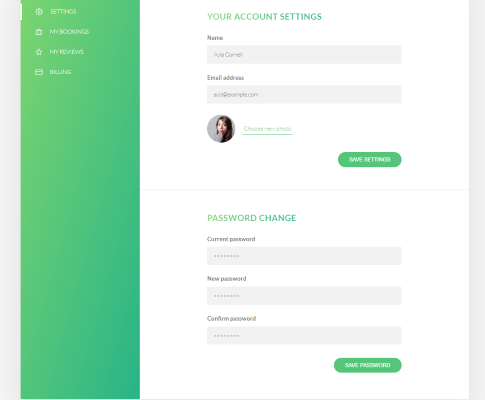 SETTINGS
MY BOOKINGS
MY REVIEWS
BILLING
YOUR ACCOUNT SETTINGS
Name
Ayla Cornell
Email address
ayla@example.com
Choose new photo
SAVE SETTINGS
PASSWORD CHANGE
Current password
••••••••
New password
••••••••
Confirm password
••••••••
SAVE PASSWORD